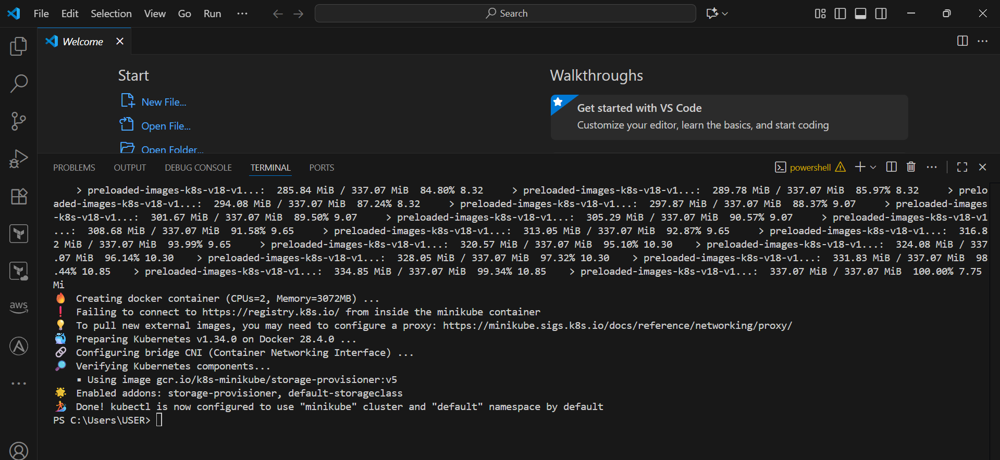 File Edit Selection View Go Run ···
Search
Welcome
Start
New File...
Open File...
Open Folder...
Walkthroughs
Get started with VS Code
Customize your editor, learn the basics, and start coding
PROBLEMS OUTPUT DEBUG CONSOLE TERMINAL PORTS
powershell
> preloaded-images-k8s-v18-v1...:  285.84 MiB / 337.07 MiB  84.80% 8.32     > preloaded-images-k8s-v18-v1...:  289.78 MiB / 337.07 MiB  85.97% 8.32     > prelo
aded-images-k8s-v18-v1...:  294.08 MiB / 337.07 MiB  87.24% 8.32     > preloaded-images-k8s-v18-v1...:  297.87 MiB / 337.07 MiB  88.37% 9.07     > preloaded-images
-k8s-v18-v1...:  301.67 MiB / 337.07 MiB  89.50% 9.07     > preloaded-images-k8s-v18-v1...:  305.29 MiB / 337.07 MiB  90.57% 9.07     > preloaded-images-k8s-v18-v1
...:  308.68 MiB / 337.07 MiB  91.58% 9.65     > preloaded-images-k8s-v18-v1...:  313.05 MiB / 337.07 MiB  92.87% 9.65     > preloaded-images-k8s-v18-v1...:  316.8
2 MiB / 337.07 MiB  93.99% 9.65     > preloaded-images-k8s-v18-v1...:  320.57 MiB / 337.07 MiB  95.10% 10.30    > preloaded-images-k8s-v18-v1...:  324.08 MiB / 337
.07 MiB  96.14% 10.30    > preloaded-images-k8s-v18-v1...:  328.05 MiB / 337.07 MiB  97.32% 10.30    > preloaded-images-k8s-v18-v1...:  331.83 MiB / 337.07 MiB  98
.44% 10.85    > preloaded-images-k8s-v18-v1...:  334.85 MiB / 337.07 MiB  99.34% 10.85    > preloaded-images-k8s-v18-v1...:  337.07 MiB / 337.07 MiB  100.00% 7.75
Mi
🔥  Creating docker container (CPUs=2, Memory=3072MB) ...
❗  Failing to connect to https://registry.k8s.io/ from inside the minikube container
💡  To pull new external images, you may need to configure a proxy: https://minikube.sigs.k8s.io/docs/reference/networking/proxy/
🐳  Preparing Kubernetes v1.34.0 on Docker 28.4.0 ...
🔗  Configuring bridge CNI (Container Networking Interface) ...
🔎  Verifying Kubernetes components...
▪ Using image gcr.io/k8s-minikube/storage-provisioner:v5
🌟  Enabled addons: storage-provisioner, default-storageclass
🏄  Done! kubectl is now configured to use "minikube" cluster and "default" namespace by default
PS C:\Users\USER>
aws